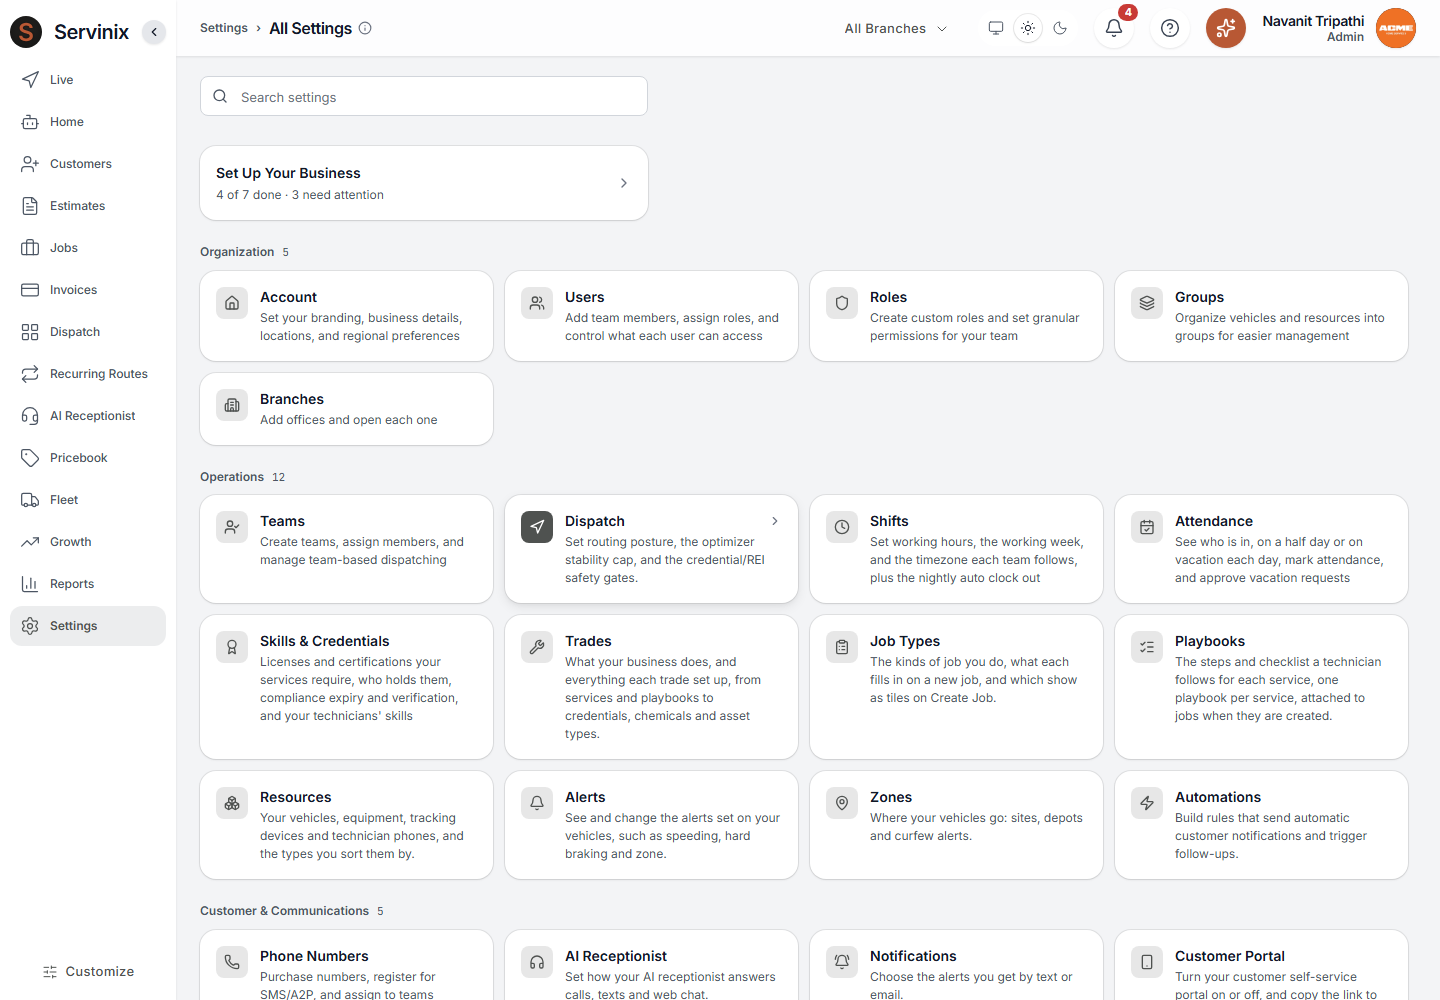 S Servinix
Settings › All Settings
All Branches
4
Navanit Tripathi
Admin
ACME
Live
Home
Customers
Estimates
Jobs
Invoices
Dispatch
Recurring Routes
AI Receptionist
Pricebook
Fleet
Growth
Reports
Settings
Customize
Search settings
Set Up Your Business
4 of 7 done · 3 need attention
Organization 5
Account
Set your branding, business details,
locations, and regional preferences
Users
Add team members, assign roles, and
control what each user can access
Roles
Create custom roles and set granular
permissions for your team
Groups
Organize vehicles and resources into
groups for easier management
Branches
Add offices and open each one
Operations 12
Teams
Create teams, assign members, and
manage team-based dispatching
Dispatch
Set routing posture, the optimizer
stability cap, and the credential/REI
safety gates.
Shifts
Set working hours, the working week,
and the timezone each team follows,
plus the nightly auto clock out
Attendance
See who is in, on a half day or on
vacation each day, mark attendance,
and approve vacation requests
Skills & Credentials
Licenses and certifications your
services require, who holds them,
compliance expiry and verification,
and your technicians' skills
Trades
What your business does, and
everything each trade set up, from
services and playbooks to
credentials, chemicals and asset
types.
Job Types
The kinds of job you do, what each
fills in on a new job, and which show
as tiles on Create Job.
Playbooks
The steps and checklist a technician
follows for each service, one
playbook per service, attached to
jobs when they are created.
Resources
Your vehicles, equipment, tracking
devices and technician phones, and
the types you sort them by.
Alerts
See and change the alerts set on your
vehicles, such as speeding, hard
braking and zone.
Zones
Where your vehicles go: sites, depots
and curfew alerts.
Automations
Build rules that send automatic
customer notifications and trigger
follow-ups.
Customer & Communications 5
Phone Numbers
Purchase numbers, register for
SMS/A2P, and assign to teams
AI Receptionist
Set how your AI receptionist answers
calls, texts and web chat.
Notifications
Choose the alerts you get by text or
email.
Customer Portal
Turn your customer self-service
portal on or off, and copy the link to